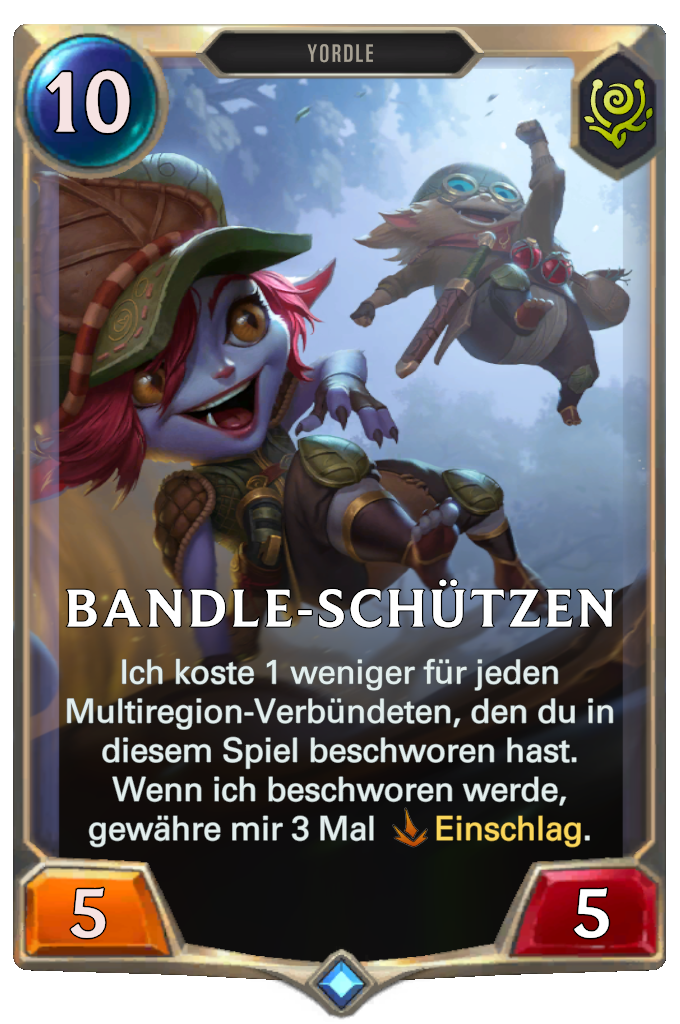 YORDLE
10
BANDLE-SCHÜTZEN
Ich koste 1 weniger für jeden
Multiregion-Verbündeten, den du in
diesem Spiel beschworen hast.
Wenn ich beschworen werde,
gewähre mir 3 Mal Einschlag.
5 5